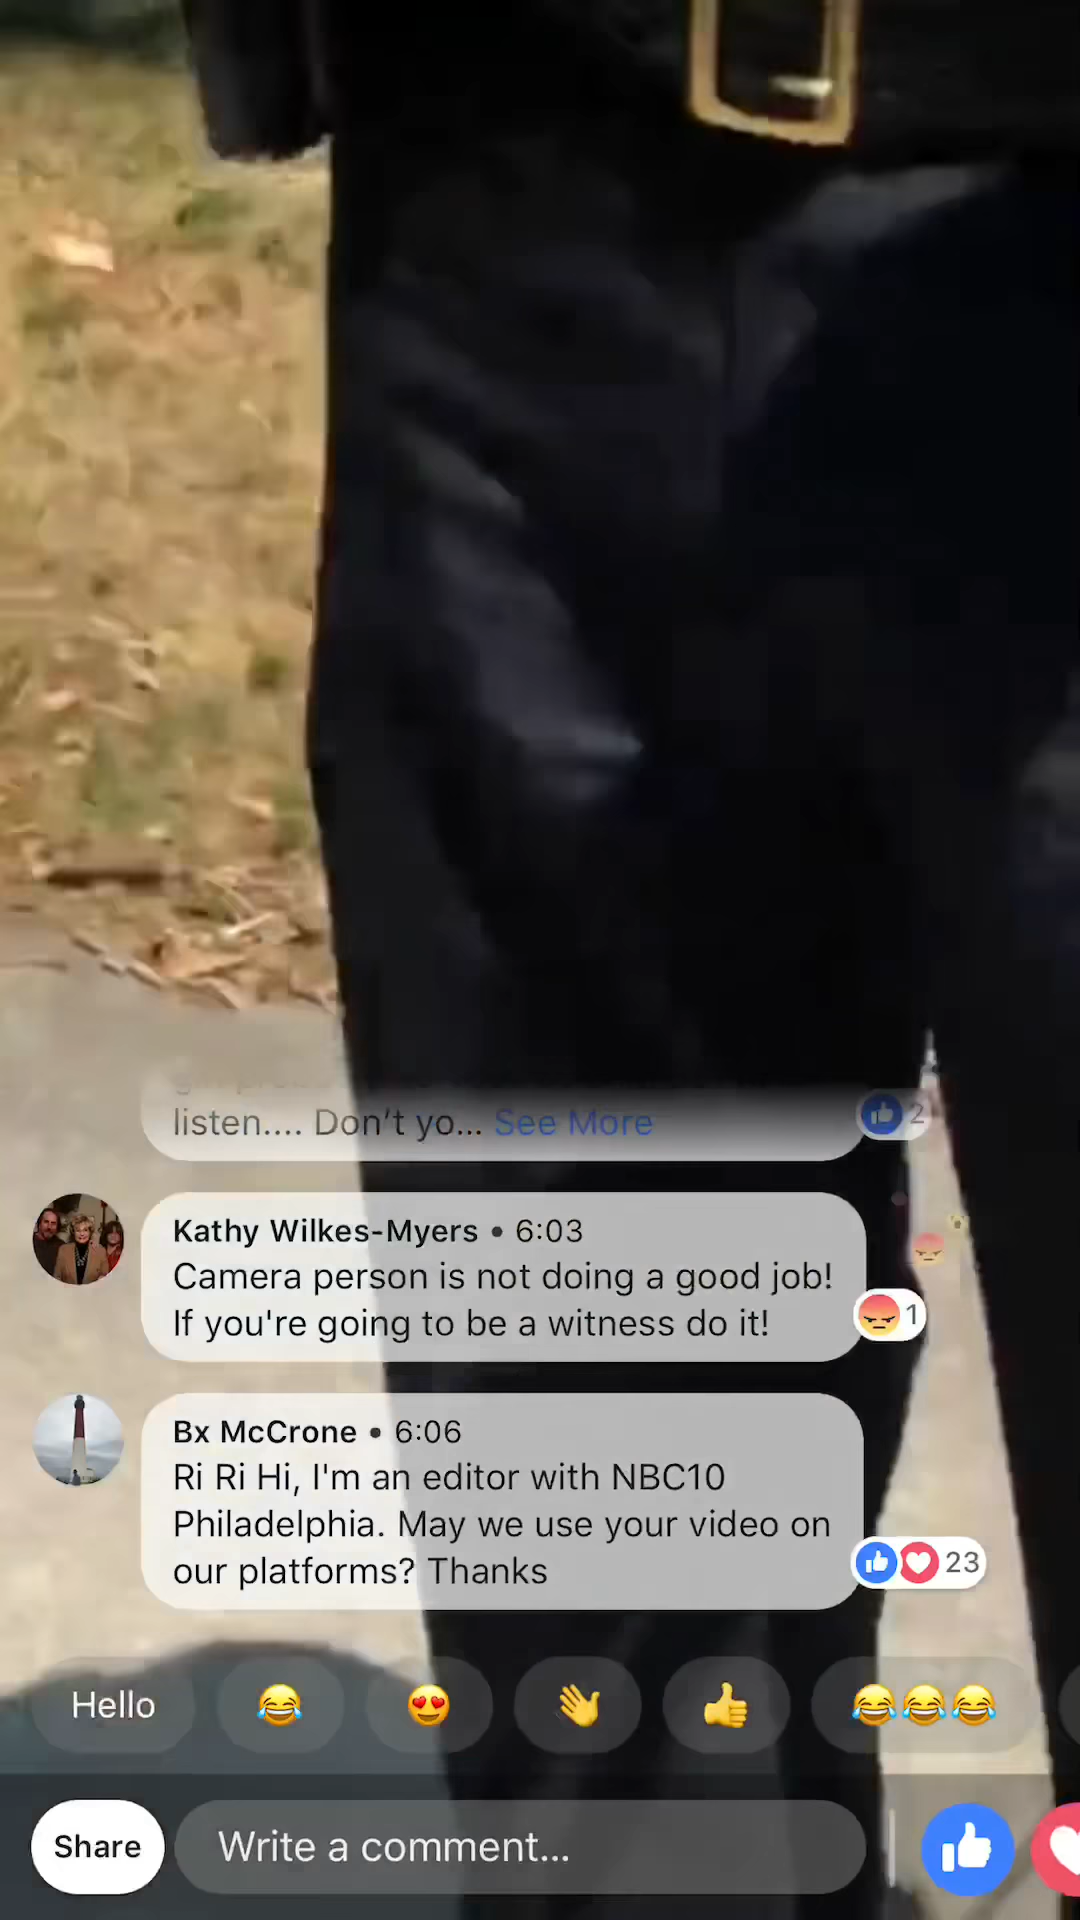 listen.... Don't yo... See More
2
Kathy Wilkes-Myers • 6:03
Camera person is not doing a good job!
If you're going to be a witness do it!
1
Bx McCrone • 6:06
Ri Ri Hi, I'm an editor with NBC10
Philadelphia. May we use your video on
our platforms? Thanks
23
Hello
Share
Write a comment...